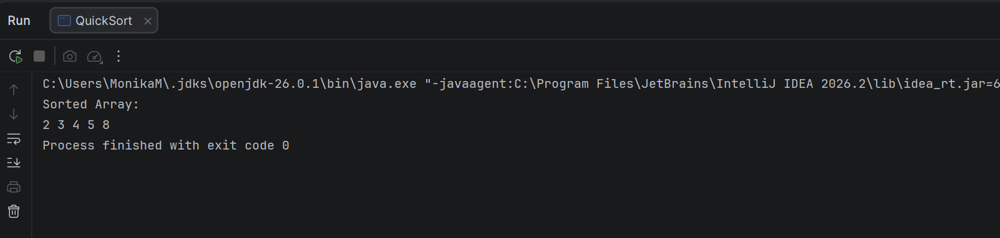 Run QuickSort
C:\Users\MonikaM\.jdks\openjdk-26.0.1\bin\java.exe "-javaagent:C:\Program Files\JetBrains\IntelliJ IDEA 2026.2\lib\idea_rt.jar=6
Sorted Array:
2 3 4 5 8
Process finished with exit code 0